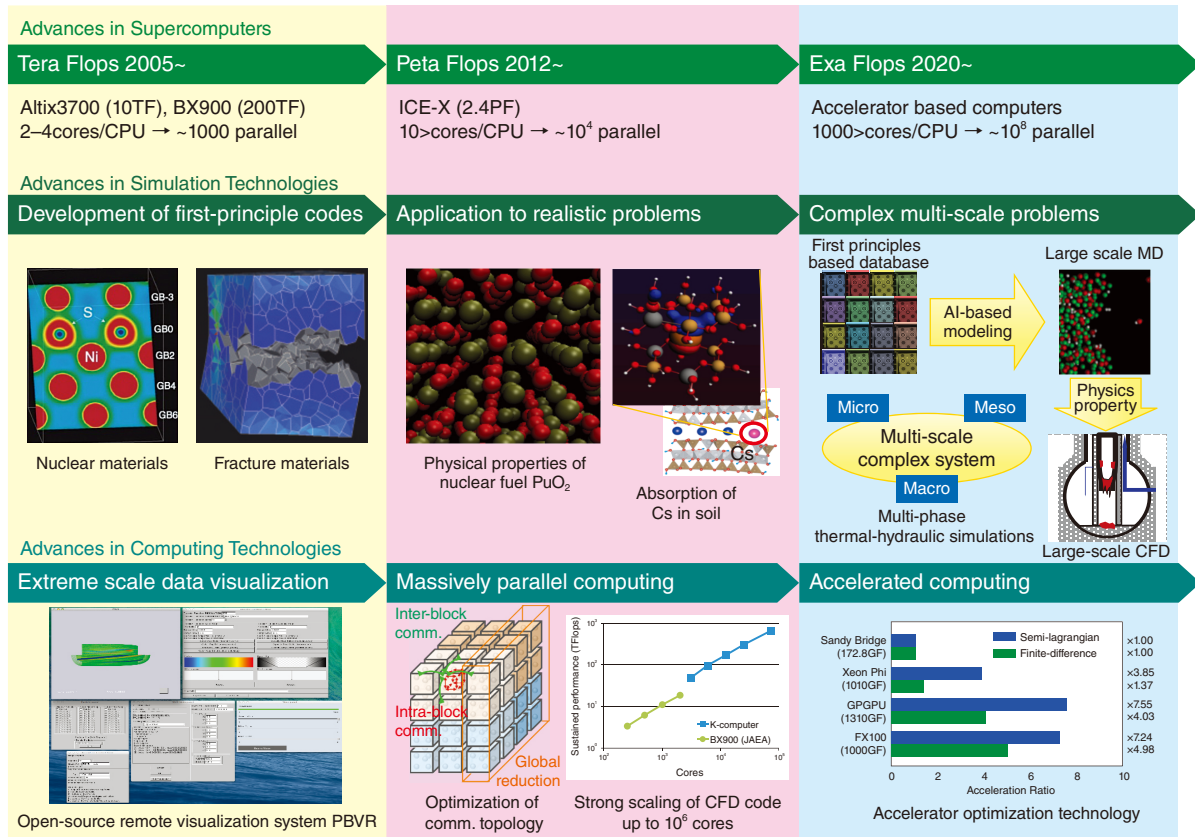 Advances in Supercomputers
Tera Flops 2005~
Peta Flops 2012~
Exa Flops 2020~
Altix3700 (10TF), BX900 (200TF)
2–4cores/CPU → ~1000 parallel
ICE-X (2.4PF)
10>cores/CPU → ~10⁴ parallel
Accelerator based computers
1000>cores/CPU → ~10⁸ parallel
Advances in Simulation Technologies
Development of first-principle codes
Application to realistic problems
Complex multi-scale problems
GB-3
S
GB0
Ni
GB2
GB4
GB6
Nuclear materials
Fracture materials
Physical properties of
nuclear fuel PuO₂
Cs
Absorption of
Cs in soil
First principles
based database
Large scale MD
AI-based
modeling
Physics
property
Micro
Meso
Multi-scale
complex system
Macro
Multi-phase
thermal-hydraulic simulations
Large-scale CFD
Advances in Computing Technologies
Extreme scale data visualization
Massively parallel computing
Accelerated computing
Open-source remote visualization system PBVR
Inter-block
comm.
Intra-block
comm.
Global
reduction
Optimization of
comm. topology
Sustained performance (TFlops)
10³
10²
10¹
10⁰
K-computer
BX900 (JAEA)
10²
10³
10⁴
10⁵
Cores
Strong scaling of CFD code
up to 10⁶ cores
Semi-lagrangian
Finite-difference
Sandy Bridge
(172.8GF)
×1.00
×1.00
Xeon Phi
(1010GF)
×3.85
×1.37
GPGPU
(1310GF)
×7.55
×4.03
FX100
(1000GF)
×7.24
×4.98
0 2 4 6 8 10
Acceleration Ratio
Accelerator optimization technology